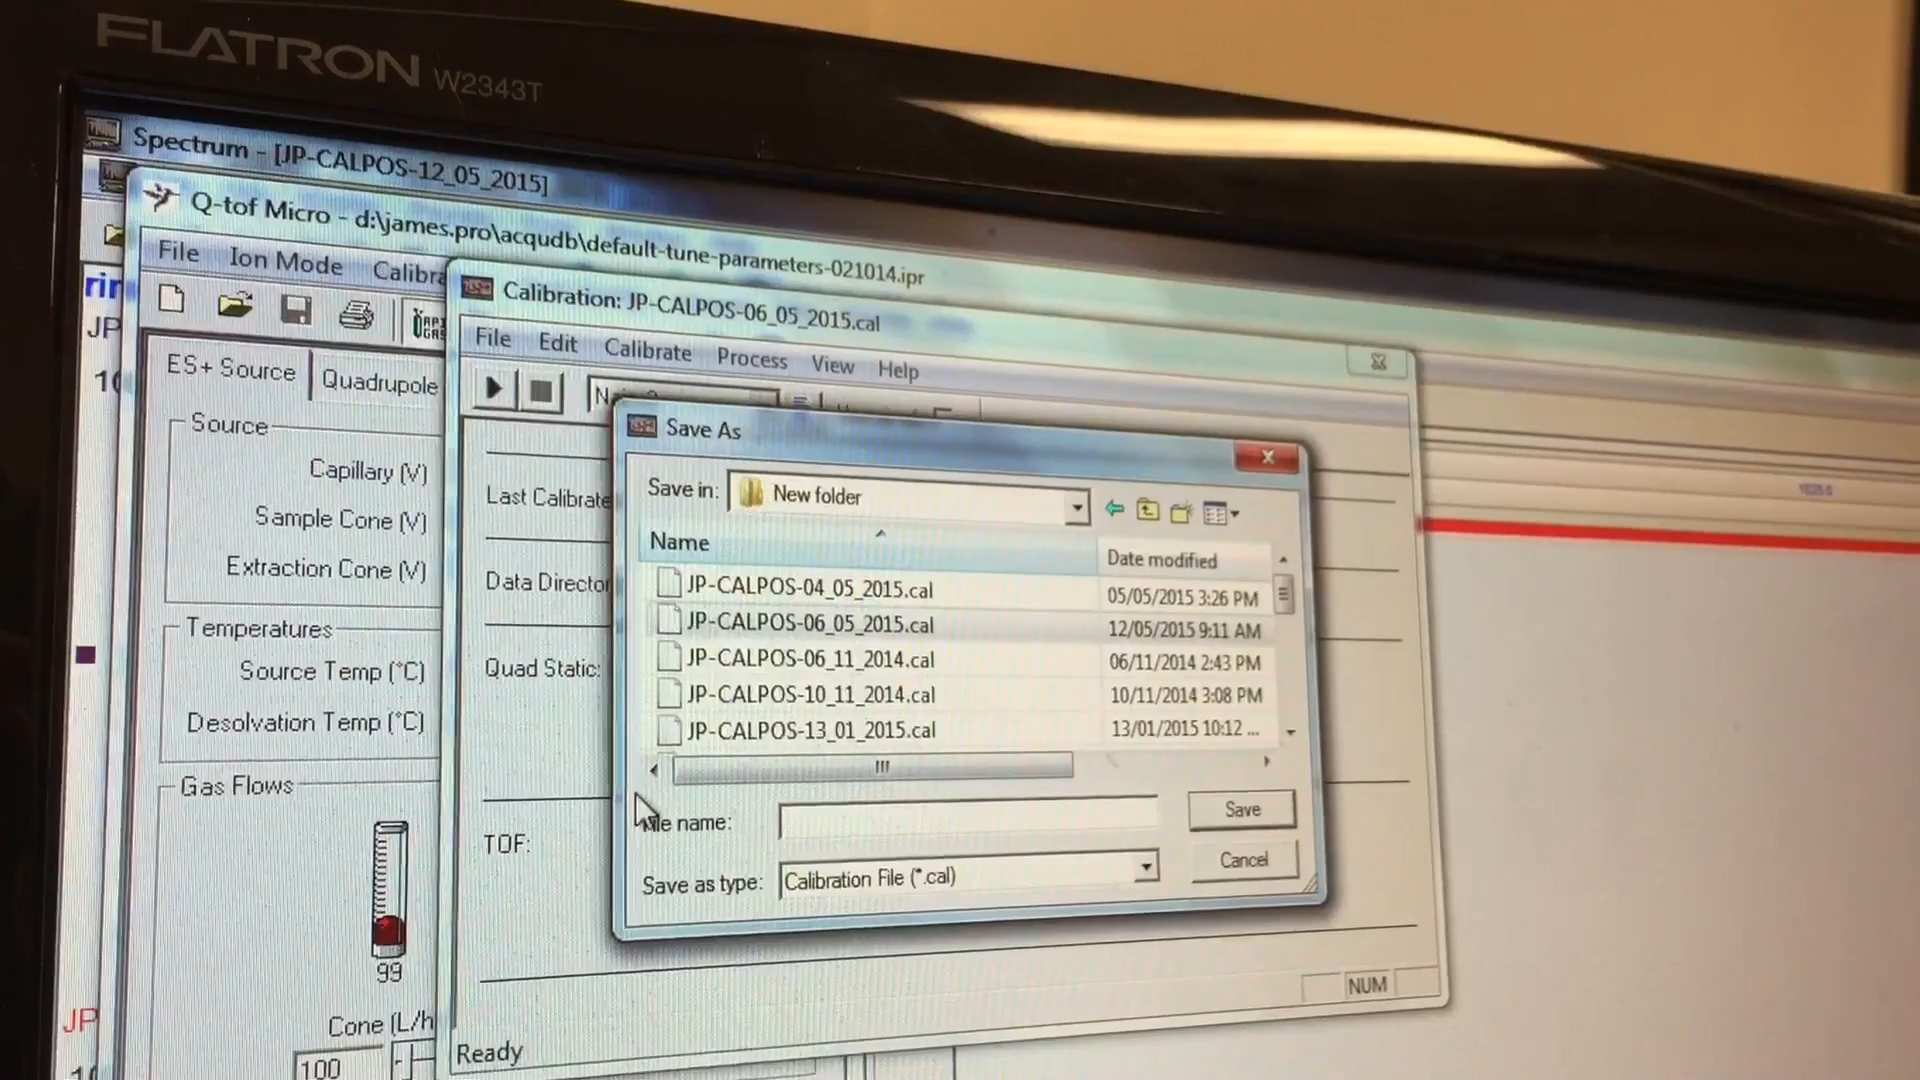 FLATRON W2343T
Spectrum - [JP-CALPOS-12_05_2015]
Q-tof Micro - d:\james.pro\acqudb\default-tune-parameters-021014.ipr
File Ion Mode Calibra
Calibration: JP-CALPOS-06_05_2015.cal
File Edit Calibrate Process View Help
JP
ES+ Source Quadrupole
Source
Capillary (V)
Sample Cone (V)
Extraction Cone (V)
Temperatures
Source Temp (°C)
Desolvation Temp (°C)
Gas Flows
99
Cone (L/h
100
JP
Last Calibrate
Data Director
Quad Static:
TOF:
NUM
Ready
Save As
Save in: New folder
Name Date modified
JP-CALPOS-04_05_2015.cal 05/05/2015 3:26 PM
JP-CALPOS-06_05_2015.cal 12/05/2015 9:11 AM
JP-CALPOS-06_11_2014.cal 06/11/2014 2:43 PM
JP-CALPOS-10_11_2014.cal 10/11/2014 3:08 PM
JP-CALPOS-13_01_2015.cal 13/01/2015 10:12 ...
File name:
Save
Save as type: Calibration File (*.cal)
Cancel